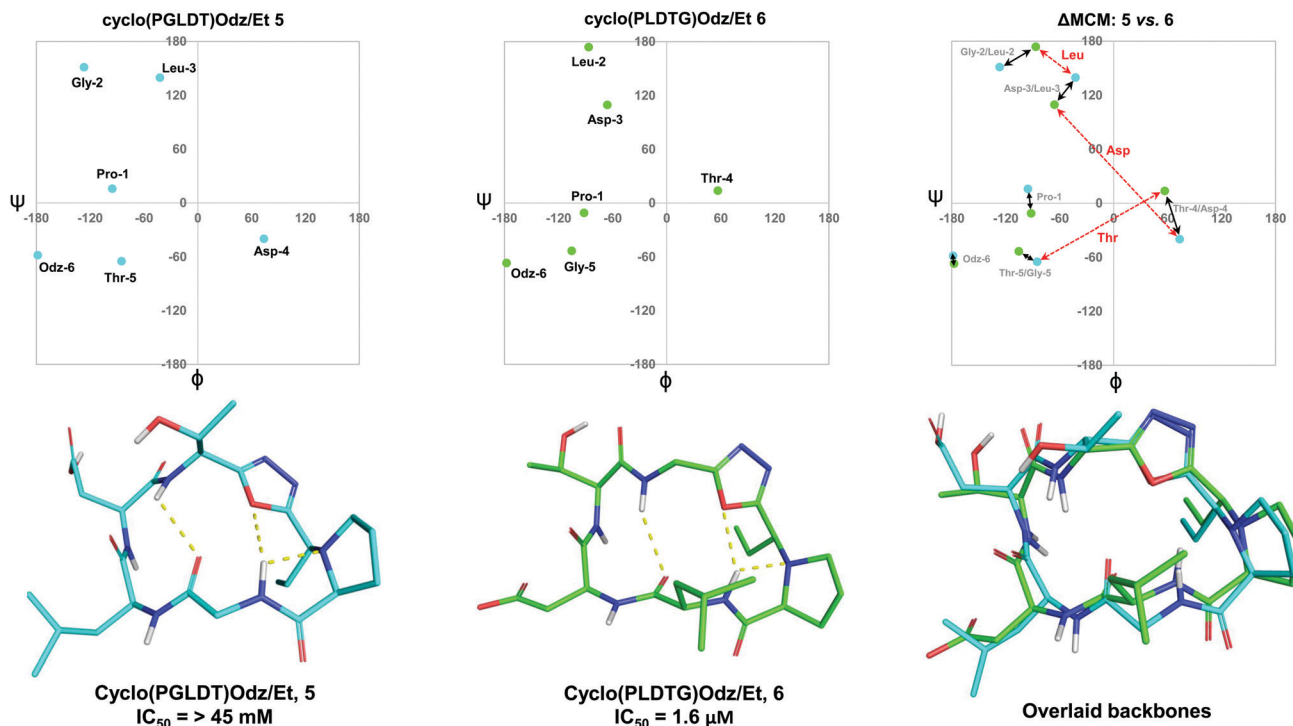 cyclo(PGLDT)Odz/Et 5
180
Gly-2
Leu-3
120
60
Pro-1
Ψ
-180 -120 -60 0 60 120 180
Asp-4
Odz-6
Thr-5
-60
-120
-180
ϕ
cyclo(PLDTG)Odz/Et 6
180
Leu-2
120
Asp-3
60
Thr-4
Pro-1
Ψ
-180 -120 -60 0 60 120 180
Odz-6
Gly-5
-60
-120
-180
ϕ
ΔMCM: 5 vs. 6
180
Gly-2/Leu-2
Leu
Asp-3/Leu-3
120
60
Asp
Pro-1
Ψ
-180 -120 -60 0 60 120 180
Thr-4/Asp-4
Thr
Odz-6
Thr-5/Gly-5
-60
-120
-180
ϕ
Cyclo(PGLDT)Odz/Et, 5
IC50 = > 45 mM
Cyclo(PLDTG)Odz/Et, 6
IC50 = 1.6 μM
Overlaid backbones